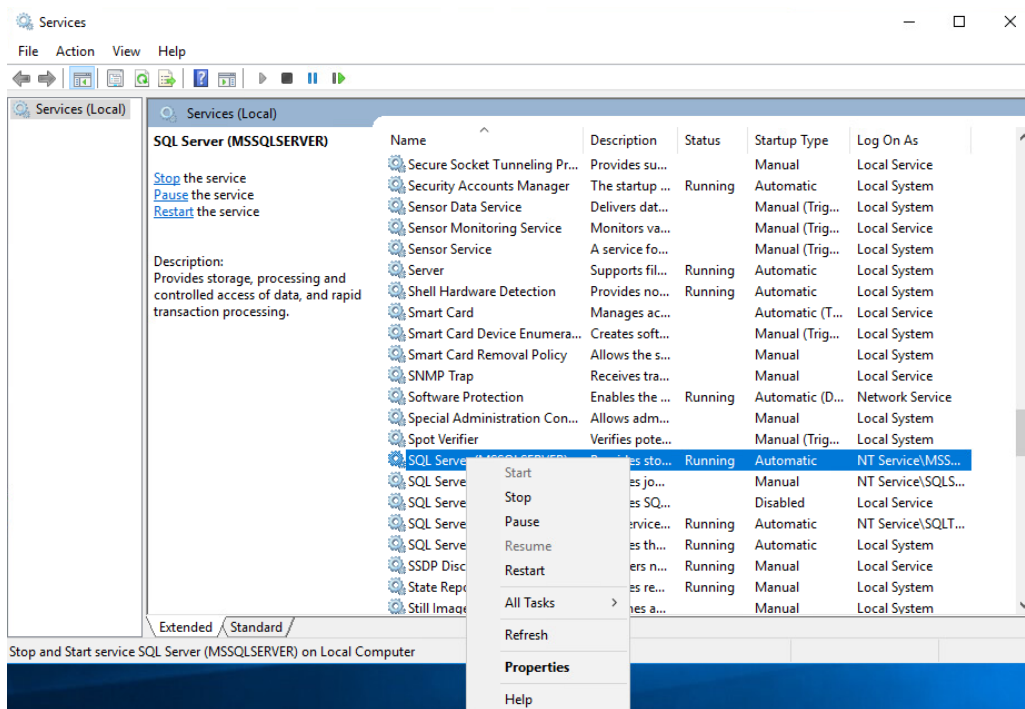 Services
File Action View Help
Services (Local)
Services (Local)
SQL Server (MSSQLSERVER)
Stop the service
Pause the service
Restart the service
Description:
Provides storage, processing and
controlled access of data, and rapid
transaction processing.
Name Description Status Startup Type Log On As
Secure Socket Tunneling Pr... Provides su... Manual Local Service
Security Accounts Manager The startup ... Running Automatic Local System
Sensor Data Service Delivers dat... Manual (Trig... Local System
Sensor Monitoring Service Monitors va... Manual (Trig... Local System
Sensor Service A service fo... Manual (Trig... Local System
Server Supports fil... Running Automatic Local System
Shell Hardware Detection Provides no... Running Automatic Local System
Smart Card Manages ac... Automatic (T... Local Service
Smart Card Device Enumera... Creates soft... Manual (Trig... Local System
Smart Card Removal Policy Allows the s... Manual Local System
SNMP Trap Receives tra... Manual Local Service
Software Protection Enables the ... Running Automatic (D... Network Service
Special Administration Con... Allows adm... Manual Local System
Spot Verifier Verifies pote... Manual (Trig... Local System
SQL Server (MSSQLSERVER) Provides sto... Running Automatic NT Service\MSS...
SQL Serve es jo... Manual NT Service\SQLS...
SQL Serve es SQ... Disabled Local Service
SQL Serve ervice... Running Automatic NT Service\SQLT...
SQL Serve es th... Running Automatic Local System
SSDP Disc ers n... Running Manual Local Service
State Repo es re... Running Manual Local System
Still Image hes a... Manual Local System
Start
Stop
Pause
Resume
Restart
All Tasks
Refresh
Properties
Help
Extended Standard
Stop and Start service SQL Server (MSSQLSERVER) on Local Computer